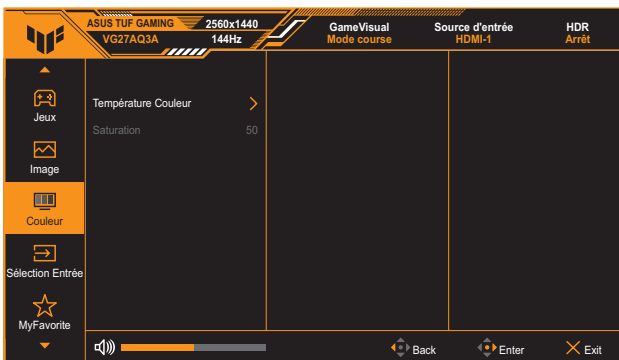 ASUS TUF GAMING 2560x1440 GameVisual Source d'entrée HDR
VG27AQ3A 144Hz Mode course HDMI-1 Arrêt
Jeux
Image
Couleur
Sélection Entrée
MyFavorite
Température Couleur
Saturation 50
Back Enter Exit